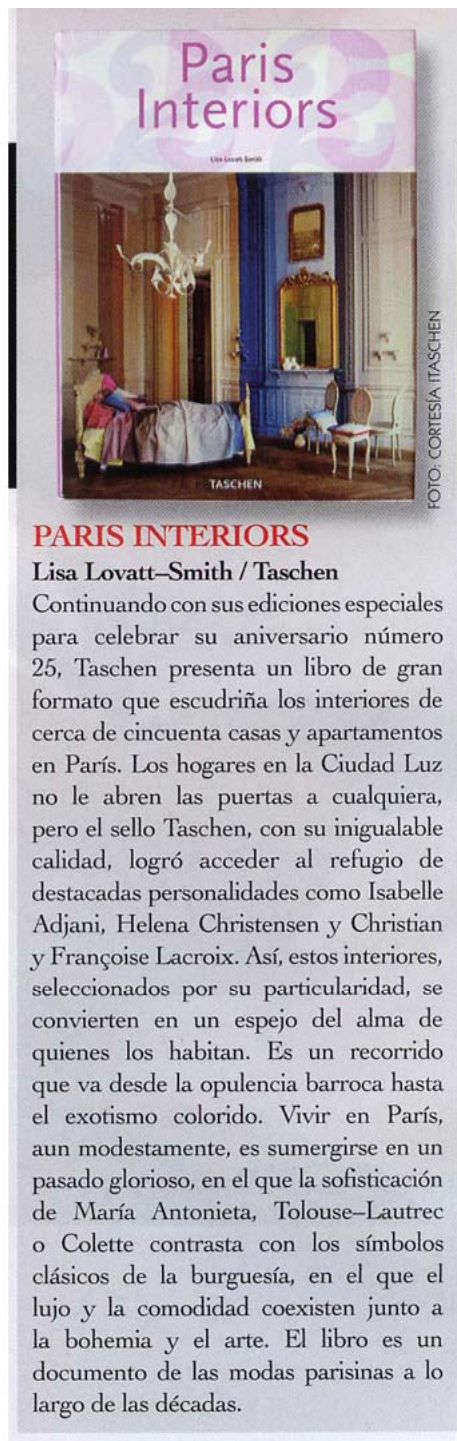 Paris
Interiors
Lisa Lovatt-Smith
TASCHEN
FOTO: CORTESÍA ITASCHEN
PARIS INTERIORS
Lisa Lovatt–Smith / Taschen
Continuando con sus ediciones especiales
para celebrar su aniversario número
25, Taschen presenta un libro de gran
formato que escudriña los interiores de
cerca de cincuenta casas y apartamentos
en París. Los hogares en la Ciudad Luz
no le abren las puertas a cualquiera,
pero el sello Taschen, con su inigualable
calidad, logró acceder al refugio de
destacadas personalidades como Isabelle
Adjani, Helena Christensen y Christian
y Françoise Lacroix. Así, estos interiores,
seleccionados por su particularidad, se
convierten en un espejo del alma de
quienes los habitan. Es un recorrido
que va desde la opulencia barroca hasta
el exotismo colorido. Vivir en París,
aun modestamente, es sumergirse en un
pasado glorioso, en el que la sofisticación
de María Antonieta, Tolouse–Lautrec
o Colette contrasta con los símbolos
clásicos de la burguesía, en el que el
lujo y la comodidad coexisten junto a
la bohemia y el arte. El libro es un
documento de las modas parisinas a lo
largo de las décadas.